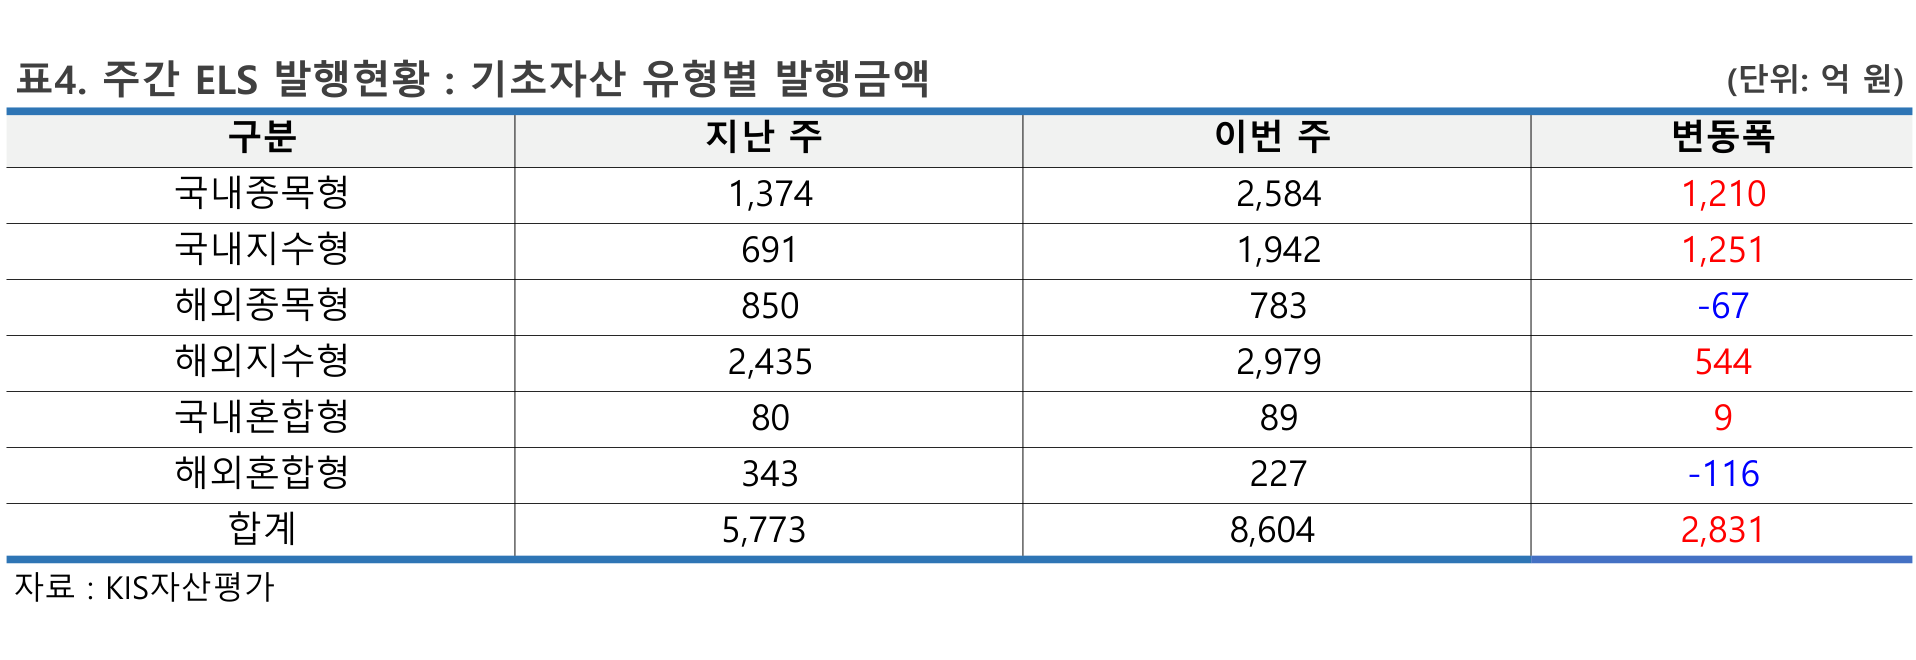 표4. 주간 ELS 발행현황 : 기초자산 유형별 발행금액 (단위: 억 원)
구분 지난 주 이번 주 변동폭
국내종목형 1,374 2,584 1,210
국내지수형 691 1,942 1,251
해외종목형 850 783 -67
해외지수형 2,435 2,979 544
국내혼합형 80 89 9
해외혼합형 343 227 -116
합계 5,773 8,604 2,831
자료 : KIS자산평가